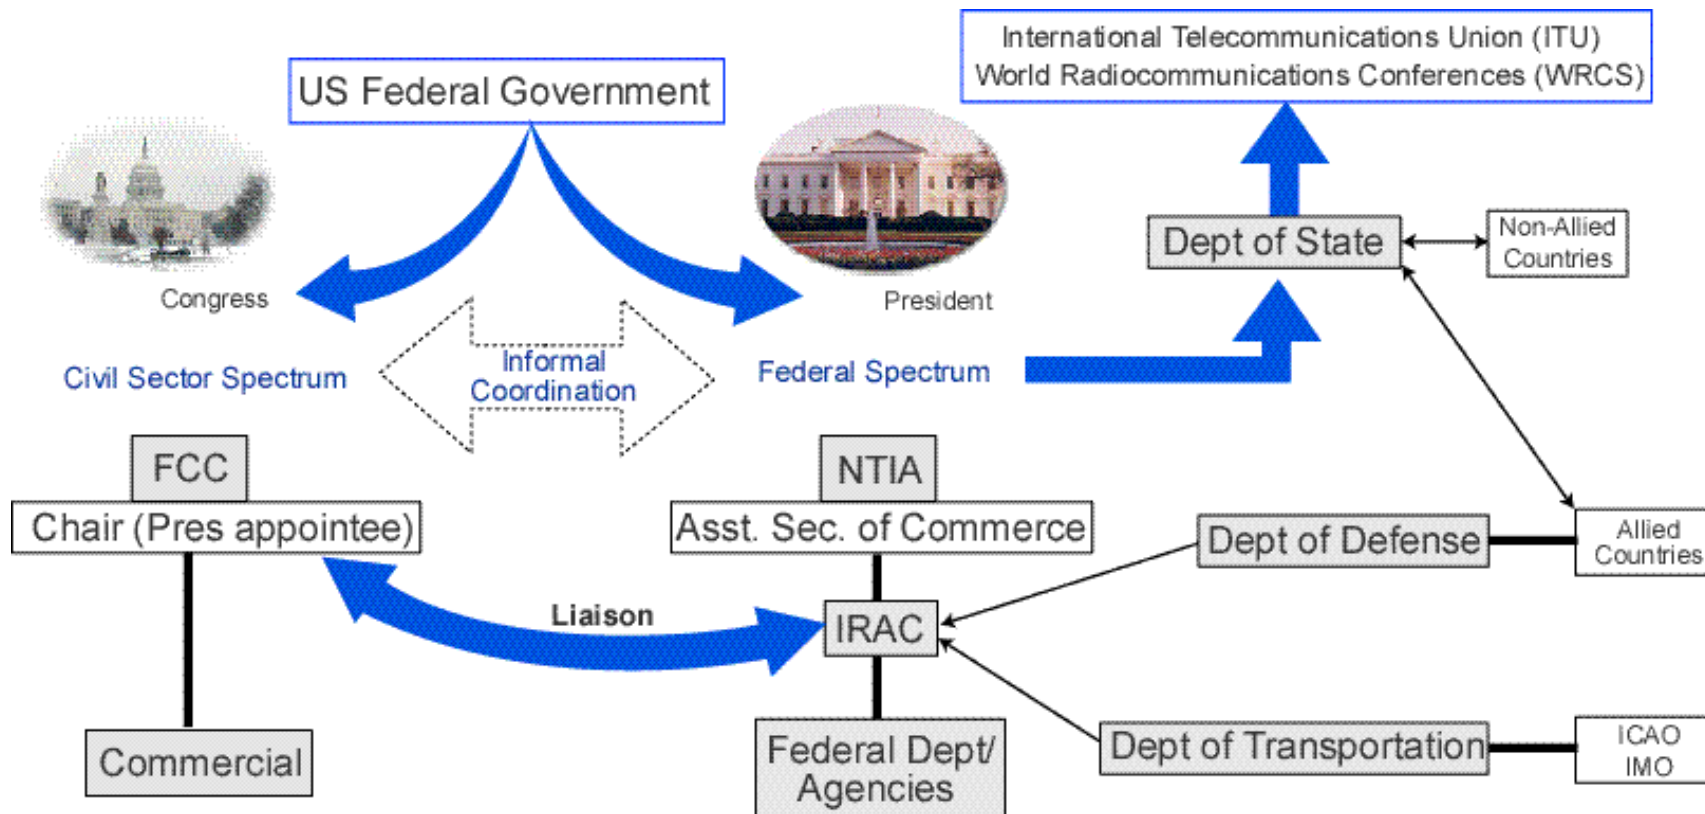 International Telecommunications Union (ITU)
World Radiocommunications Conferences (WRCS)
US Federal Government
Dept of State
Non-Allied
Countries
Congress
President
Informal
Coordination
Civil Sector Spectrum
Federal Spectrum
FCC
Chair (Pres appointee)
NTIA
Asst. Sec. of Commerce
Dept of Defense
Allied
Countries
Liaison
IRAC
Commercial
Federal Dept/
Agencies
Dept of Transportation
ICAO
IMO